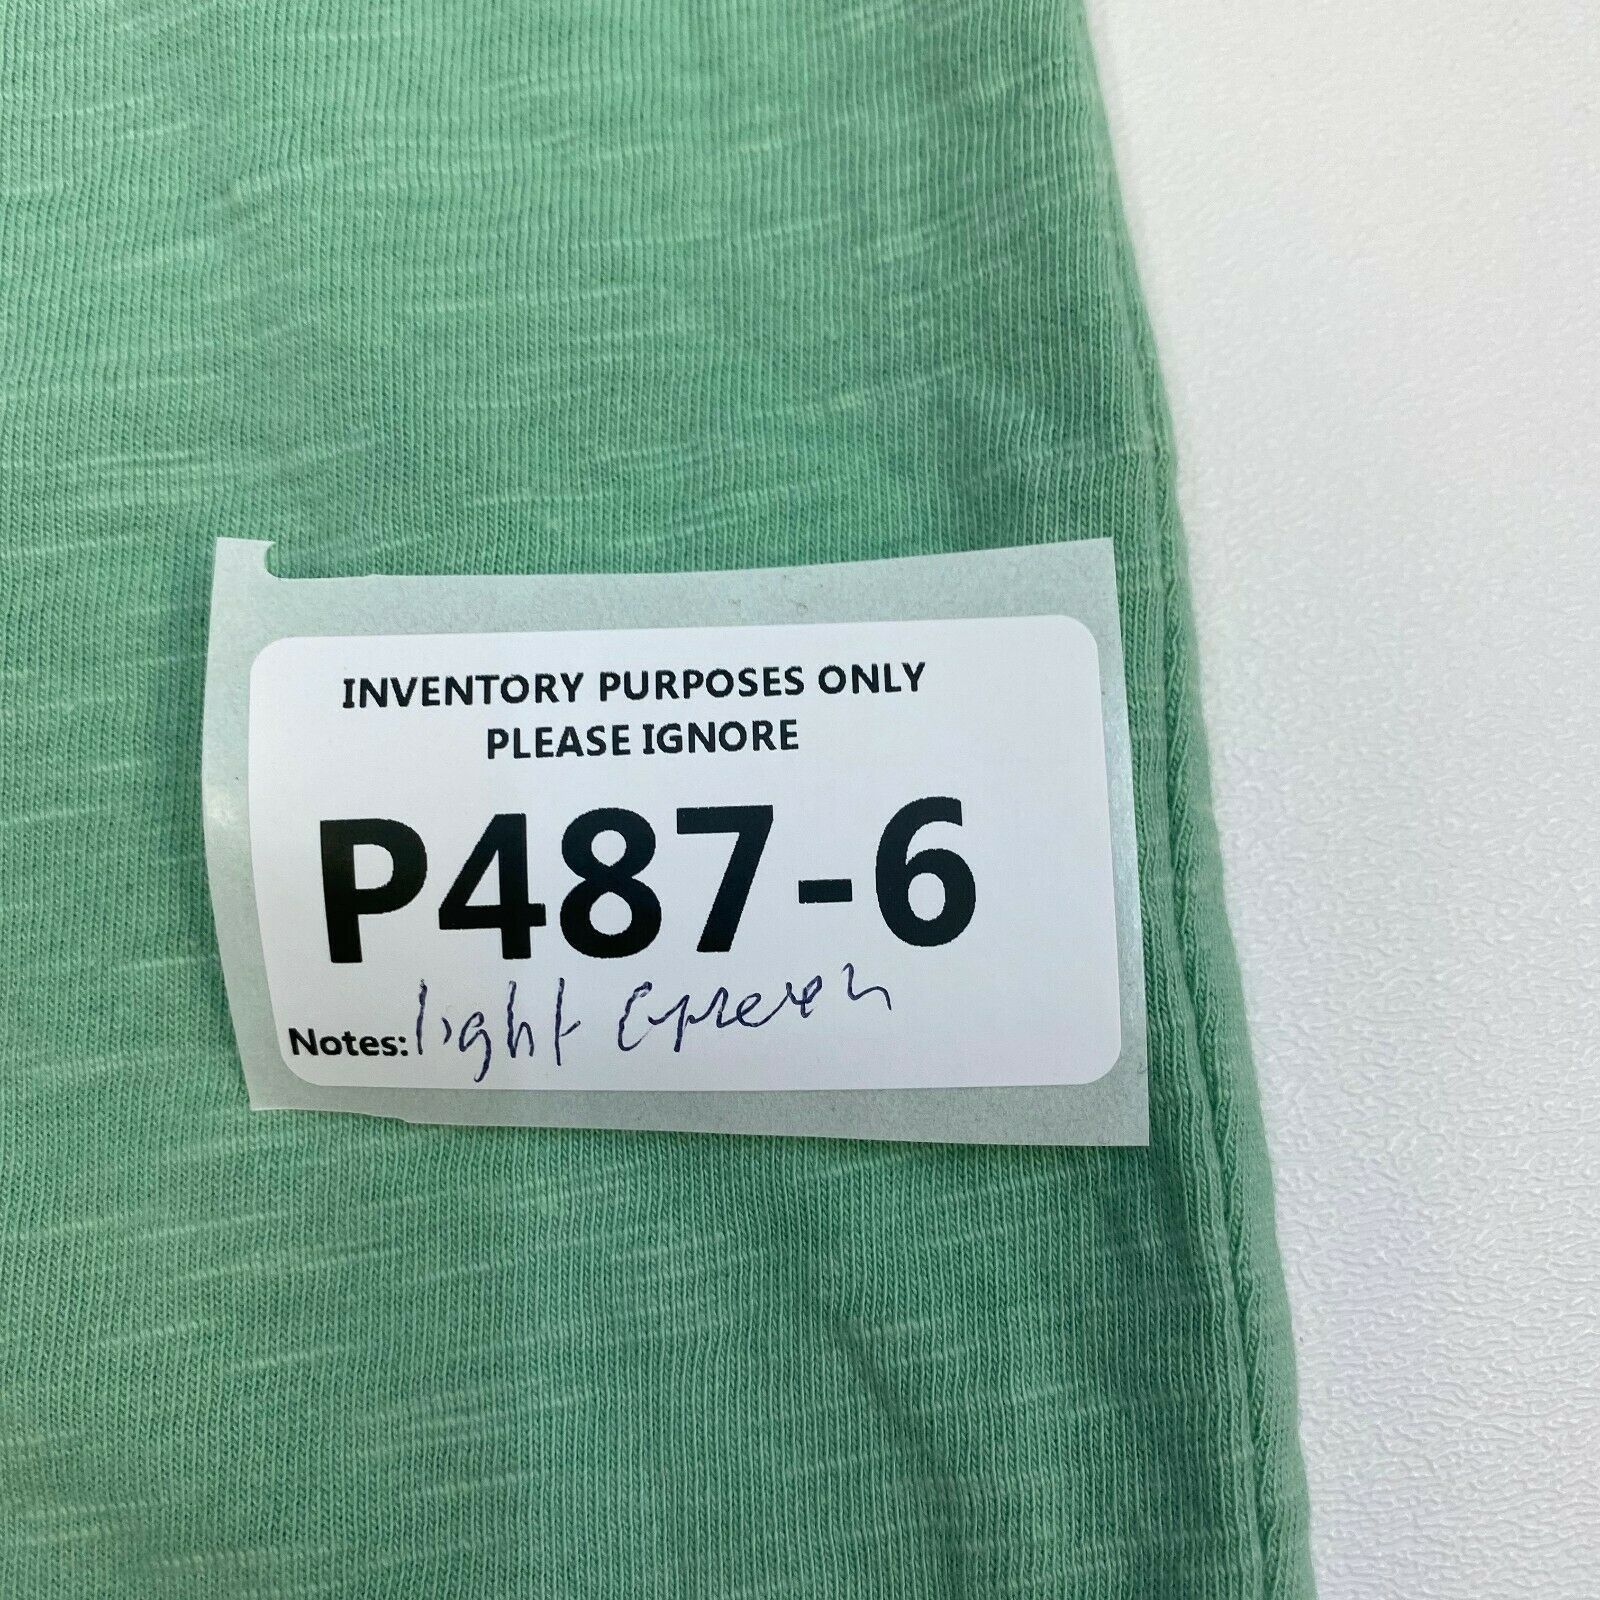 INVENTORY PURPOSES ONLY
PLEASE IGNORE
P487-6
Notes: light Green